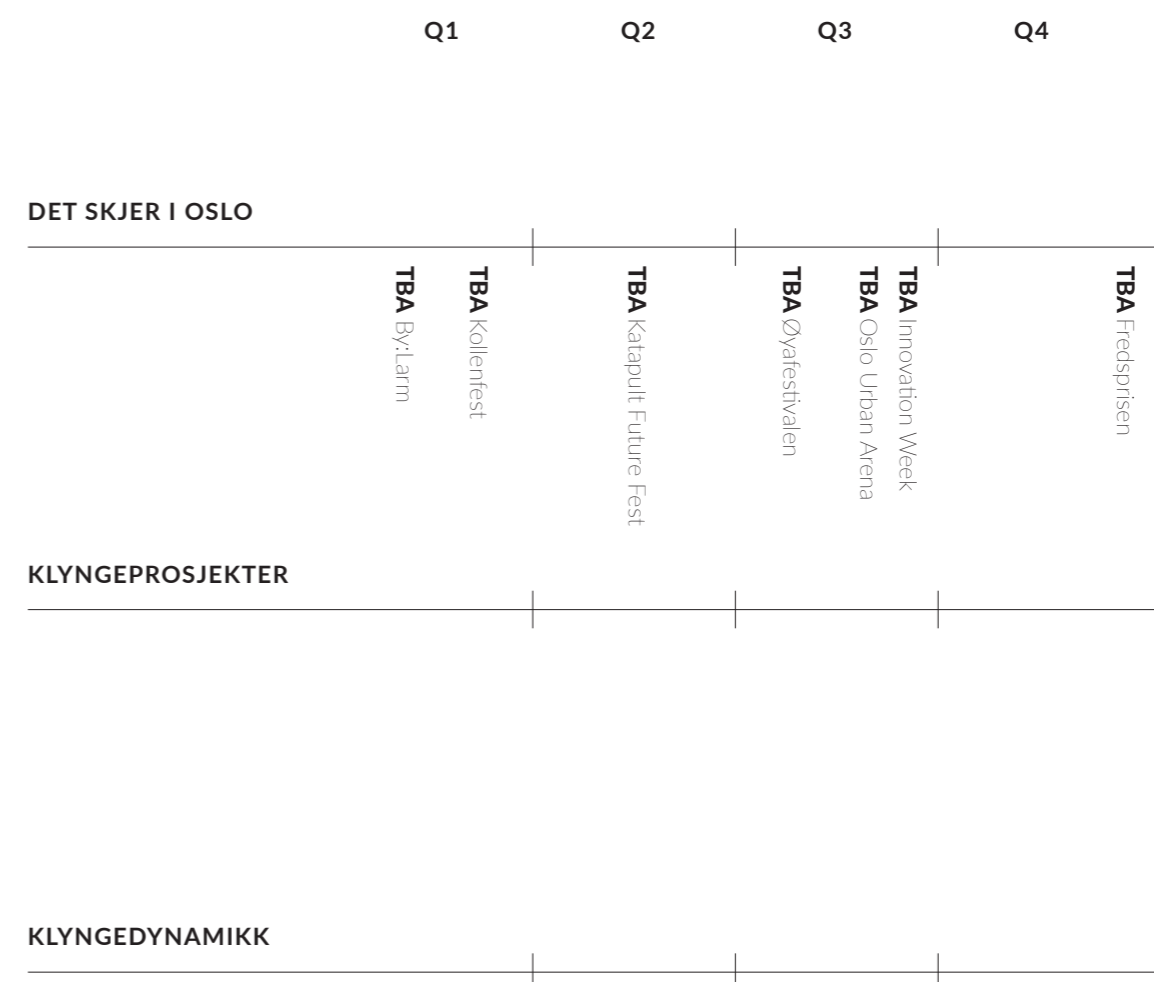 Q1 Q2 Q3 Q4
DET SKJER I OSLO
TBA By:Larm
TBA Kollenfest
TBA Katapult Future Fest
TBA Øyafestivalen
TBA Oslo Urban Arena
TBA Innovation Week
TBA Fredsprisen
KLYNGEPROSJEKTER
KLYNGEDYNAMIKK